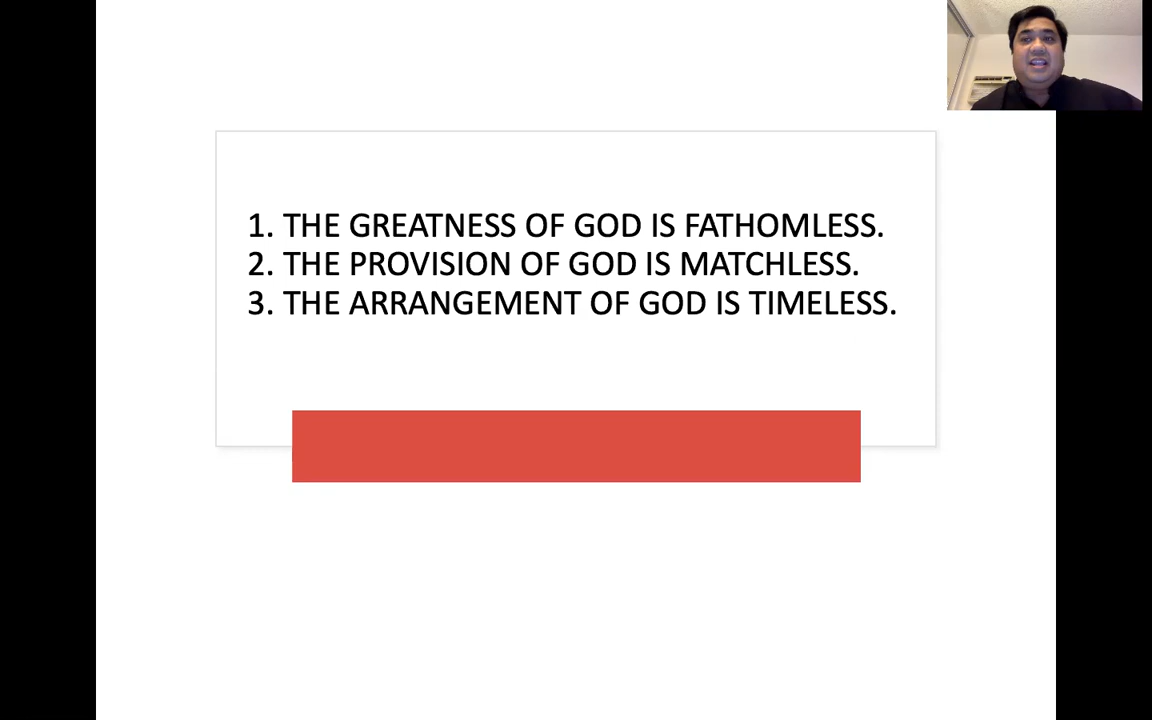 1. THE GREATNESS OF GOD IS FATHOMLESS.
2. THE PROVISION OF GOD IS MATCHLESS.
3. THE ARRANGEMENT OF GOD IS TIMELESS.